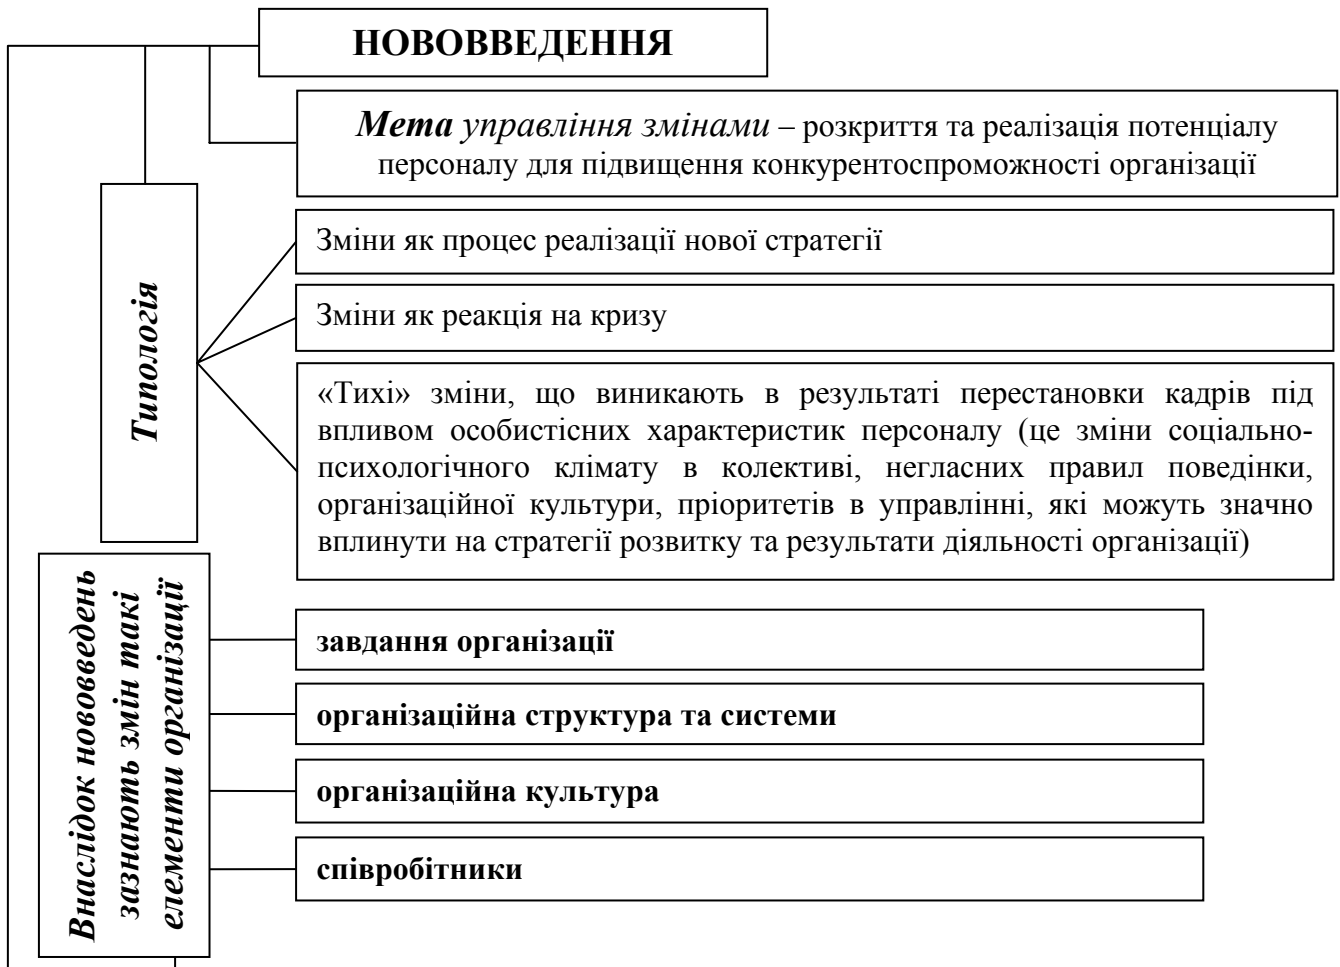 НОВОВВЕДЕННЯ
Мета управління змінами – розкриття та реалізація потенціалу
персоналу для підвищення конкурентоспроможності організації
Типологія
Зміни як процес реалізації нової стратегії
Зміни як реакція на кризу
«Тихі» зміни, що виникають в результаті перестановки кадрів під
впливом особистісних характеристик персоналу (це зміни соціально-
психологічного клімату в колективі, негласних правил поведінки,
організаційної культури, пріоритетів в управлінні, які можуть значно
вплинути на стратегії розвитку та результати діяльності організації)
Внаслідок нововведень
зазнають змін такі
елементи організації
завдання організації
організаційна структура та системи
організаційна культура
співробітники